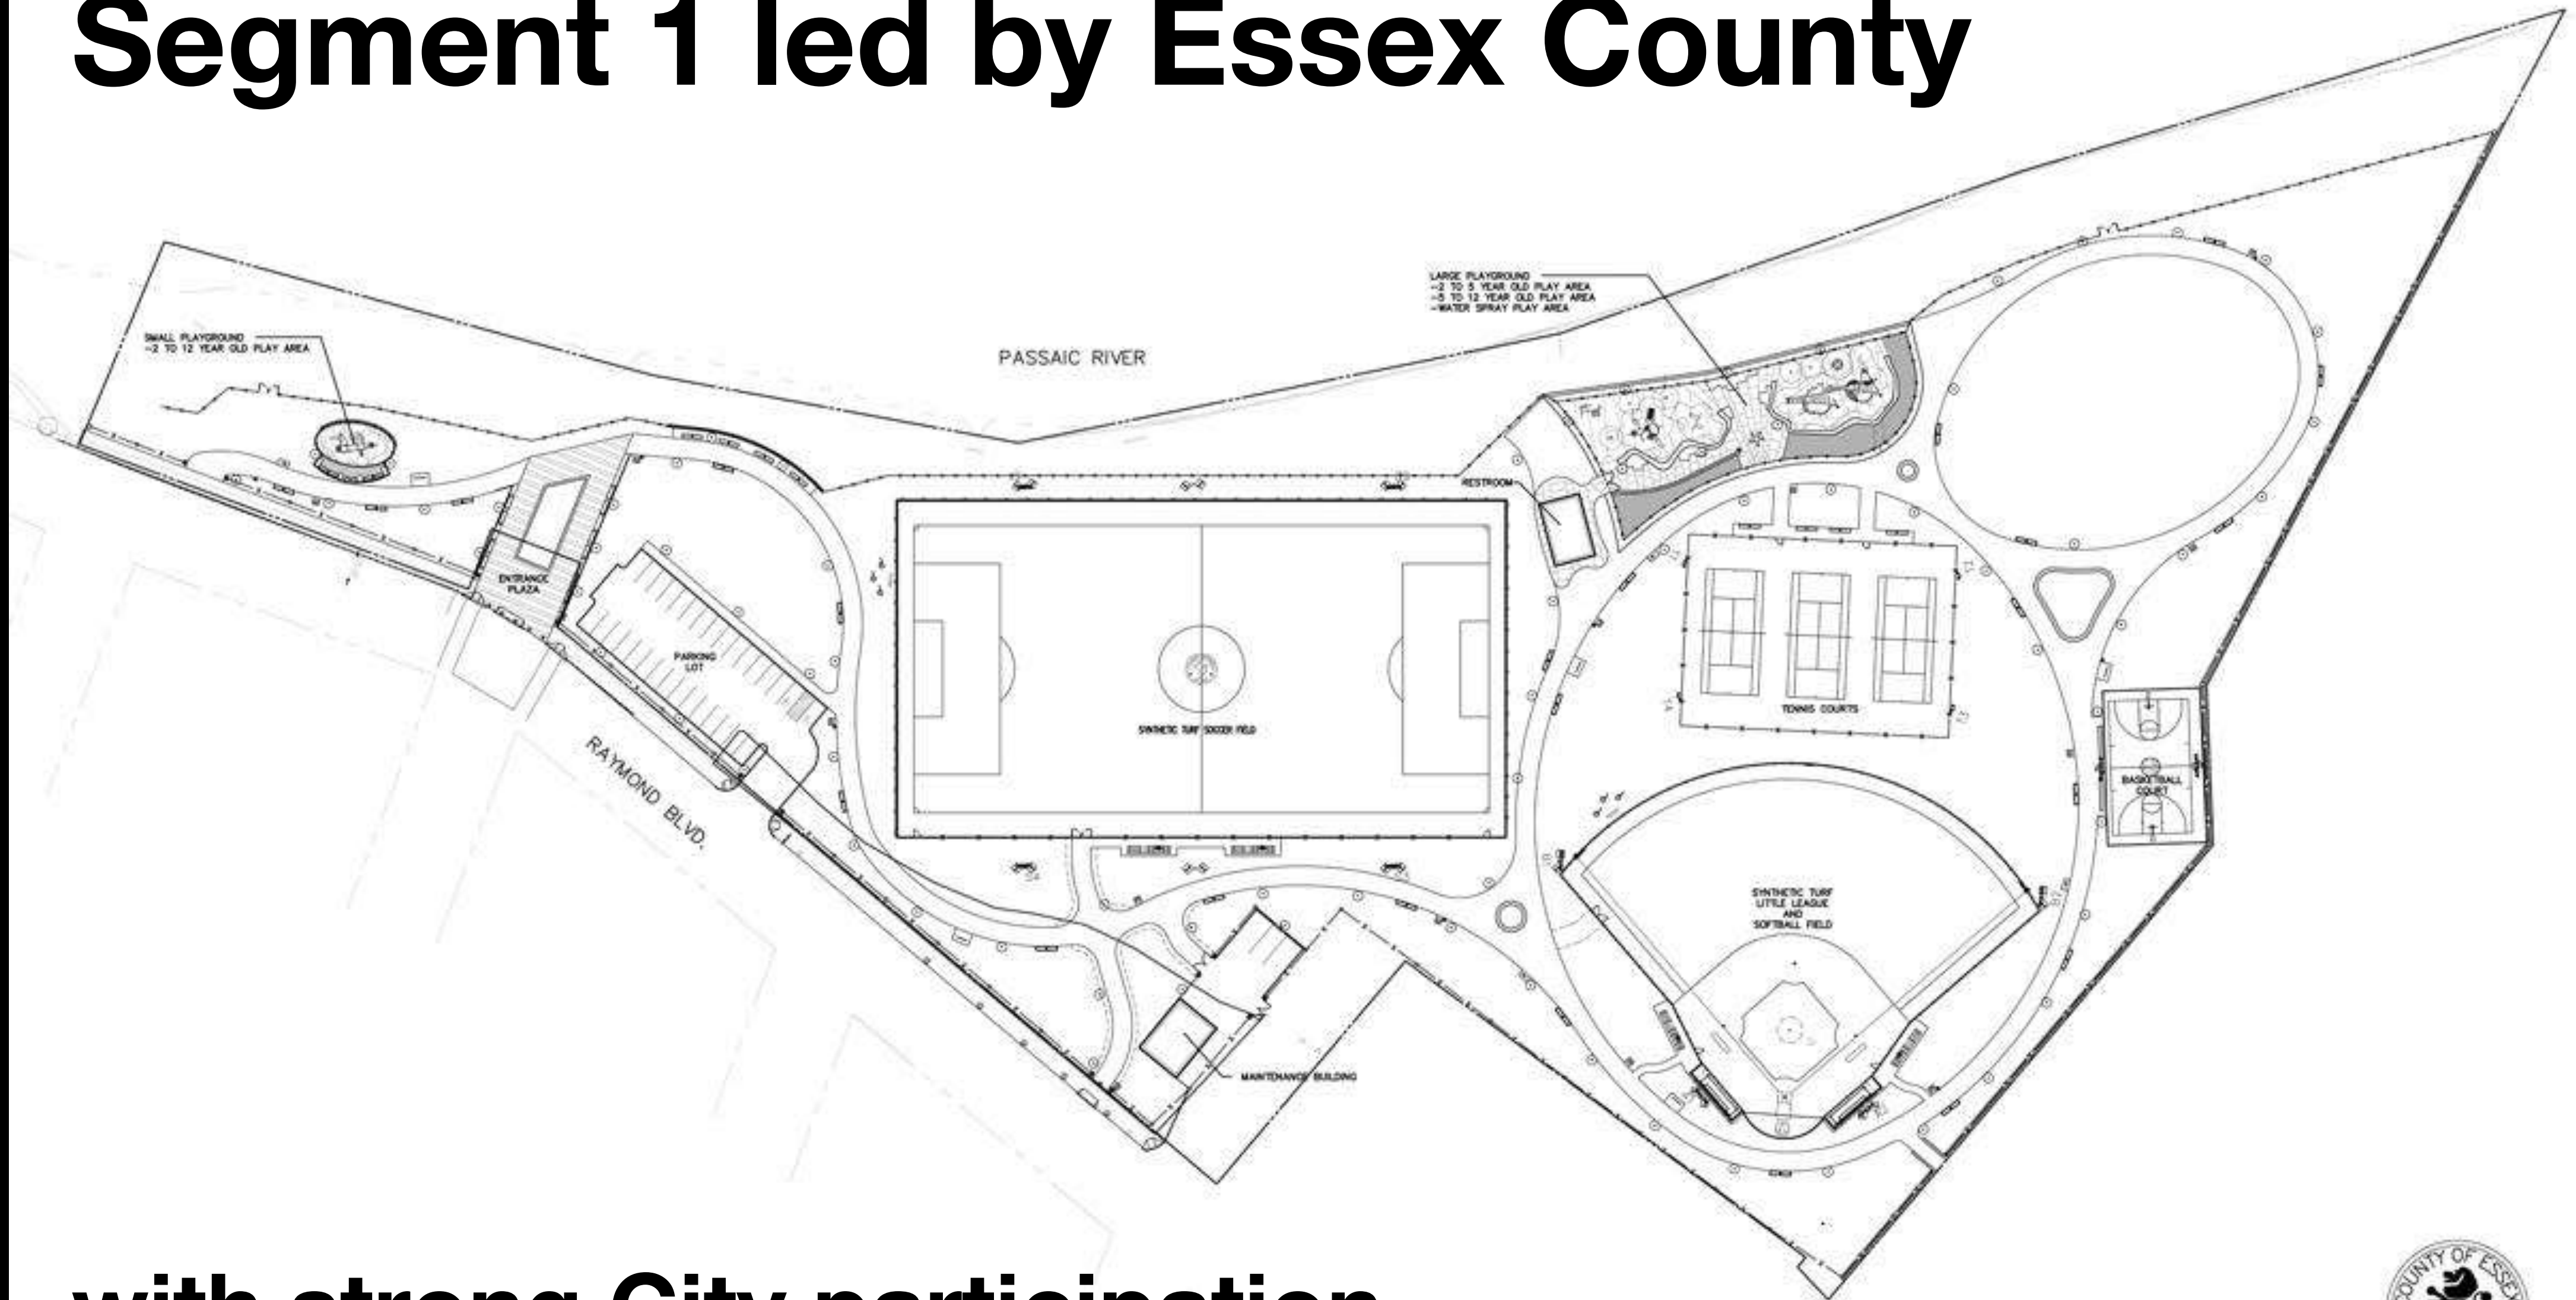 Segment 1 led by Essex County
LARGE PLAYGROUND
-2 TO 5 YEAR OLD PLAY AREA
-5 TO 12 YEAR OLD PLAY AREA
-WATER SPRAY PLAY AREA
SMALL PLAYGROUND
-2 TO 12 YEAR OLD PLAY AREA
PASSAIC RIVER
RESTROOM
ENTRANCE
PLAZA
PARKING
LOT
RAYMOND BLVD.
SYNTHETIC TURF SOCCER FIELD
TENNIS COURTS
BASKETBALL
COURT
SYNTHETIC TURF
LITTLE LEAGUE
AND
SOFTBALL FIELD
MAINTENANCE BUILDING
with strong City participation
COUNTY OF ESSEX